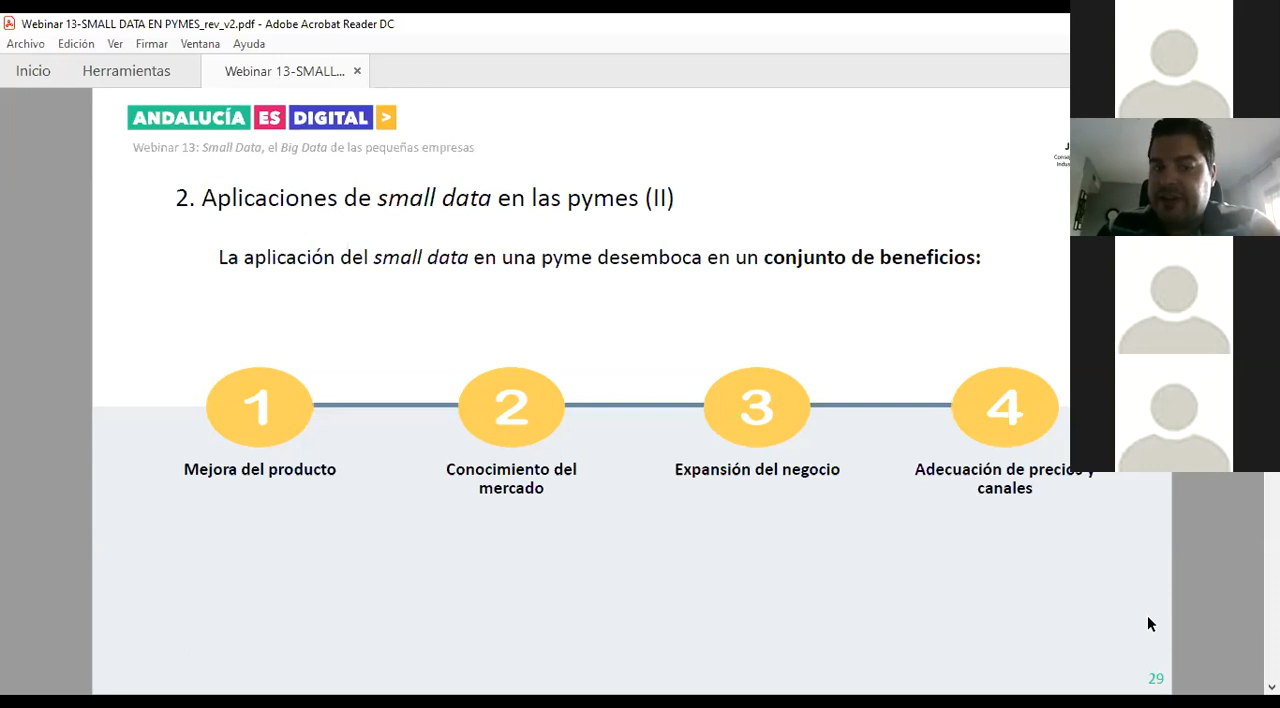 Webinar 13-SMALL DATA EN PYMES_rev_v2.pdf - Adobe Acrobat Reader DC
Archivo Edición Ver Firmar Ventana Ayuda
Inicio Herramientas Webinar 13-SMALL... ×
ANDALUCÍA ES DIGITAL >
Webinar 13: Small Data, el Big Data de las pequeñas empresas
2. Aplicaciones de small data en las pymes (II)
La aplicación del small data en una pyme desemboca en un conjunto de beneficios:
1 2 3 4
Mejora del producto
Conocimiento del
mercado
Expansión del negocio
Adecuación de precios y
canales
29